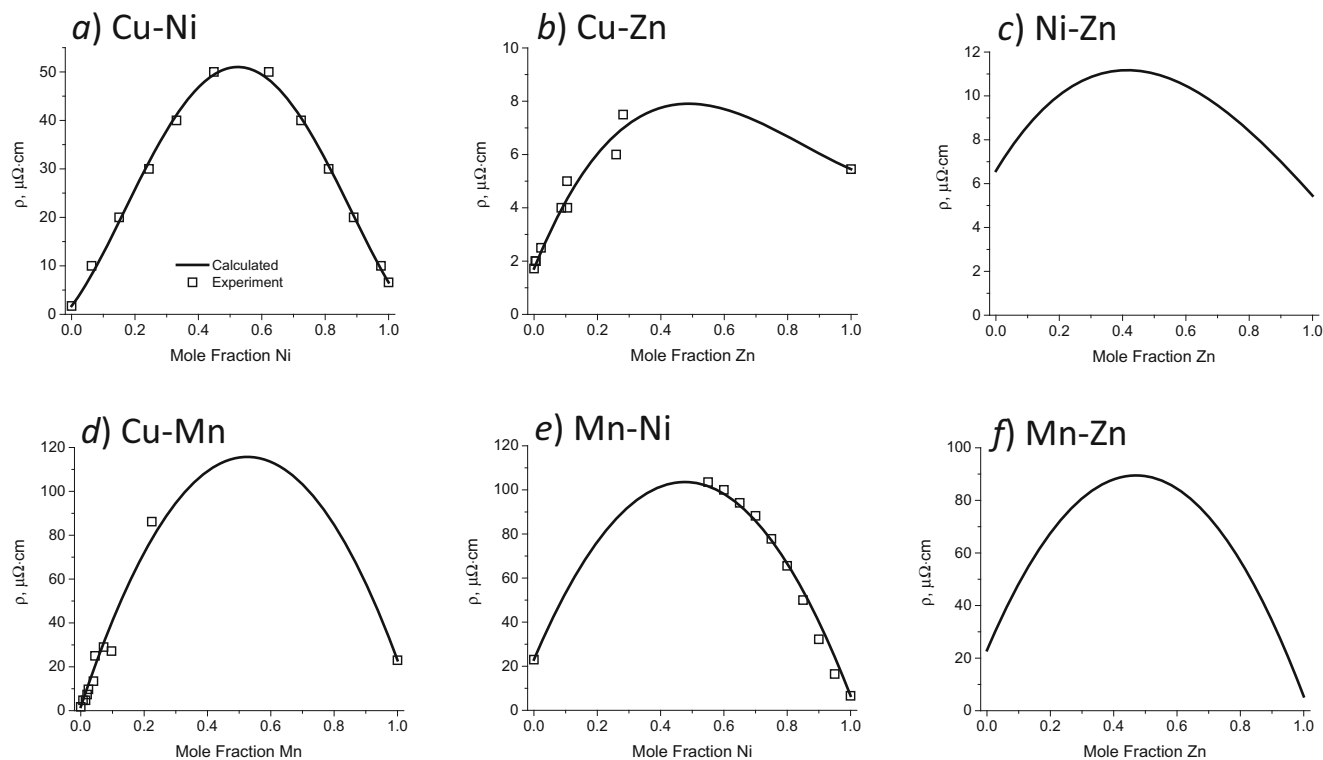 a) Cu-Ni
ρ, μΩ·cm
50
40
30
20
10
0
Calculated
Experiment
0.0 0.2 0.4 0.6 0.8 1.0
Mole Fraction Ni
b) Cu-Zn
ρ, μΩ·cm
10
8
6
4
2
0
0.0 0.2 0.4 0.6 0.8 1.0
Mole Fraction Zn
c) Ni-Zn
ρ, μΩ·cm
12
10
8
6
4
2
0
0.0 0.2 0.4 0.6 0.8 1.0
Mole Fraction Zn
d) Cu-Mn
ρ, μΩ·cm
120
100
80
60
40
20
0
0.0 0.2 0.4 0.6 0.8 1.0
Mole Fraction Mn
e) Mn-Ni
ρ, μΩ·cm
120
100
80
60
40
20
0
0.0 0.2 0.4 0.6 0.8 1.0
Mole Fraction Ni
f) Mn-Zn
ρ, μΩ·cm
100
80
60
40
20
0
0.0 0.2 0.4 0.6 0.8 1.0
Mole Fraction Zn